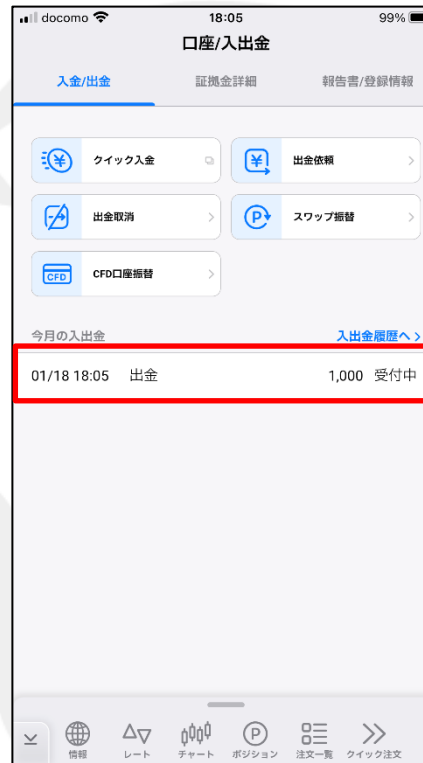 docomo 18:05 99%
口座/入出金
入金/出金 証拠金詳細 報告書/登録情報
クイック入金 出金依頼
出金取消 スワップ振替
CFD CFD口座振替
今月の入出金 入出金履歴へ
01/18 18:05 出金 1,000 受付中
情報 レート チャート ポジション 注文一覧 クイック注文